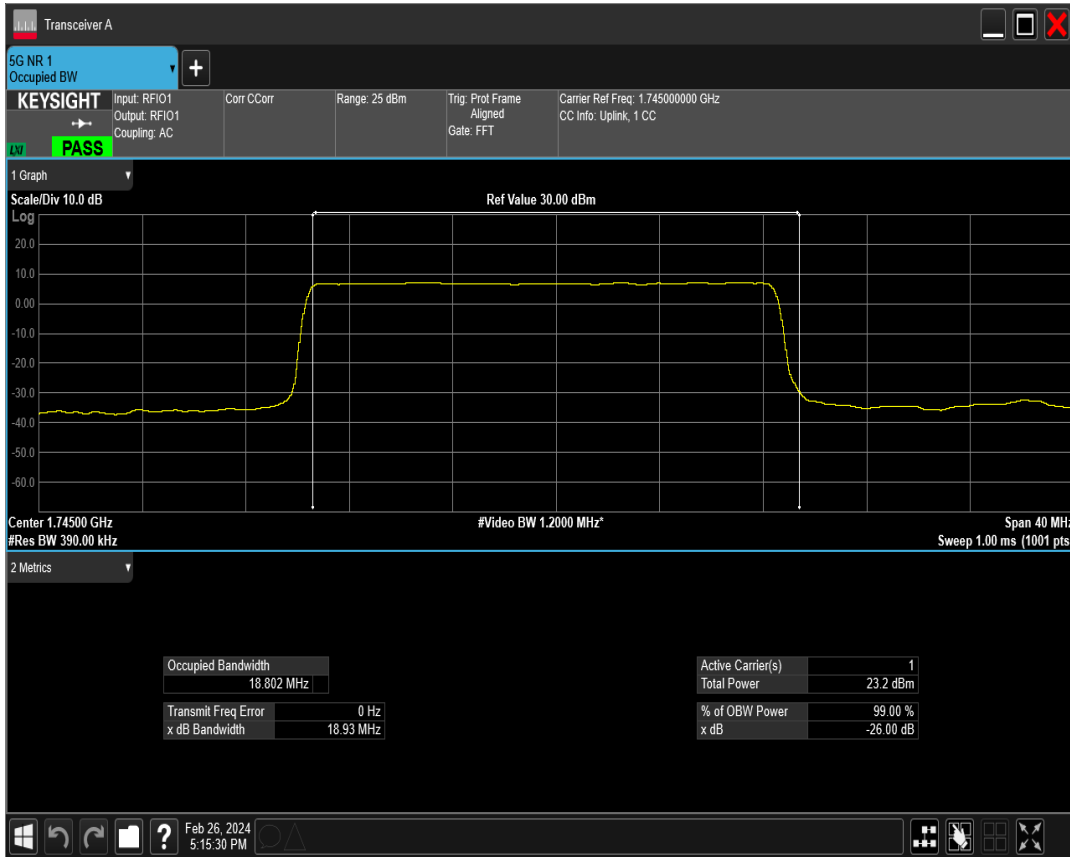 Transceiver A
5G NR 1
Occupied BW
KEYSIGHT
LXI
PASS
Input: RFIO1
Output: RFIO1
Coupling: AC
Corr CCorr
Range: 25 dBm
Trig: Prot Frame
Aligned
Gate: FFT
Carrier Ref Freq: 1.745000000 GHz
CC Info: Uplink, 1 CC
1 Graph
Scale/Div 10.0 dB
Ref Value 30.00 dBm
Log
20.0
10.0
0.00
-10.0
-20.0
-30.0
-40.0
-50.0
-60.0
Center 1.74500 GHz
#Video BW 1.2000 MHz*
Span 40 MHz
#Res BW 390.00 kHz
Sweep 1.00 ms (1001 pts
2 Metrics
Occupied Bandwidth
18.802 MHz
Transmit Freq Error 0 Hz
x dB Bandwidth 18.93 MHz
Active Carrier(s) 1
Total Power 23.2 dBm
% of OBW Power 99.00 %
x dB -26.00 dB
?
Feb 26, 2024
5:15:30 PM